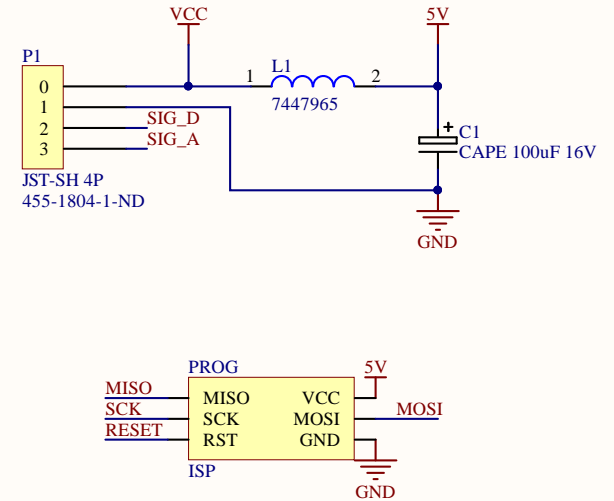 VCC
5V
P1
0
1
2
3
SIG_D
SIG_A
JST-SH 4P
455-1804-1-ND
1
L1
2
7447965
+
C1
CAPE 100uF 16V
GND
PROG
5V
MISO
SCK
RESET
MISO
SCK
RST
VCC
MOSI
GND
MOSI
ISP
GND